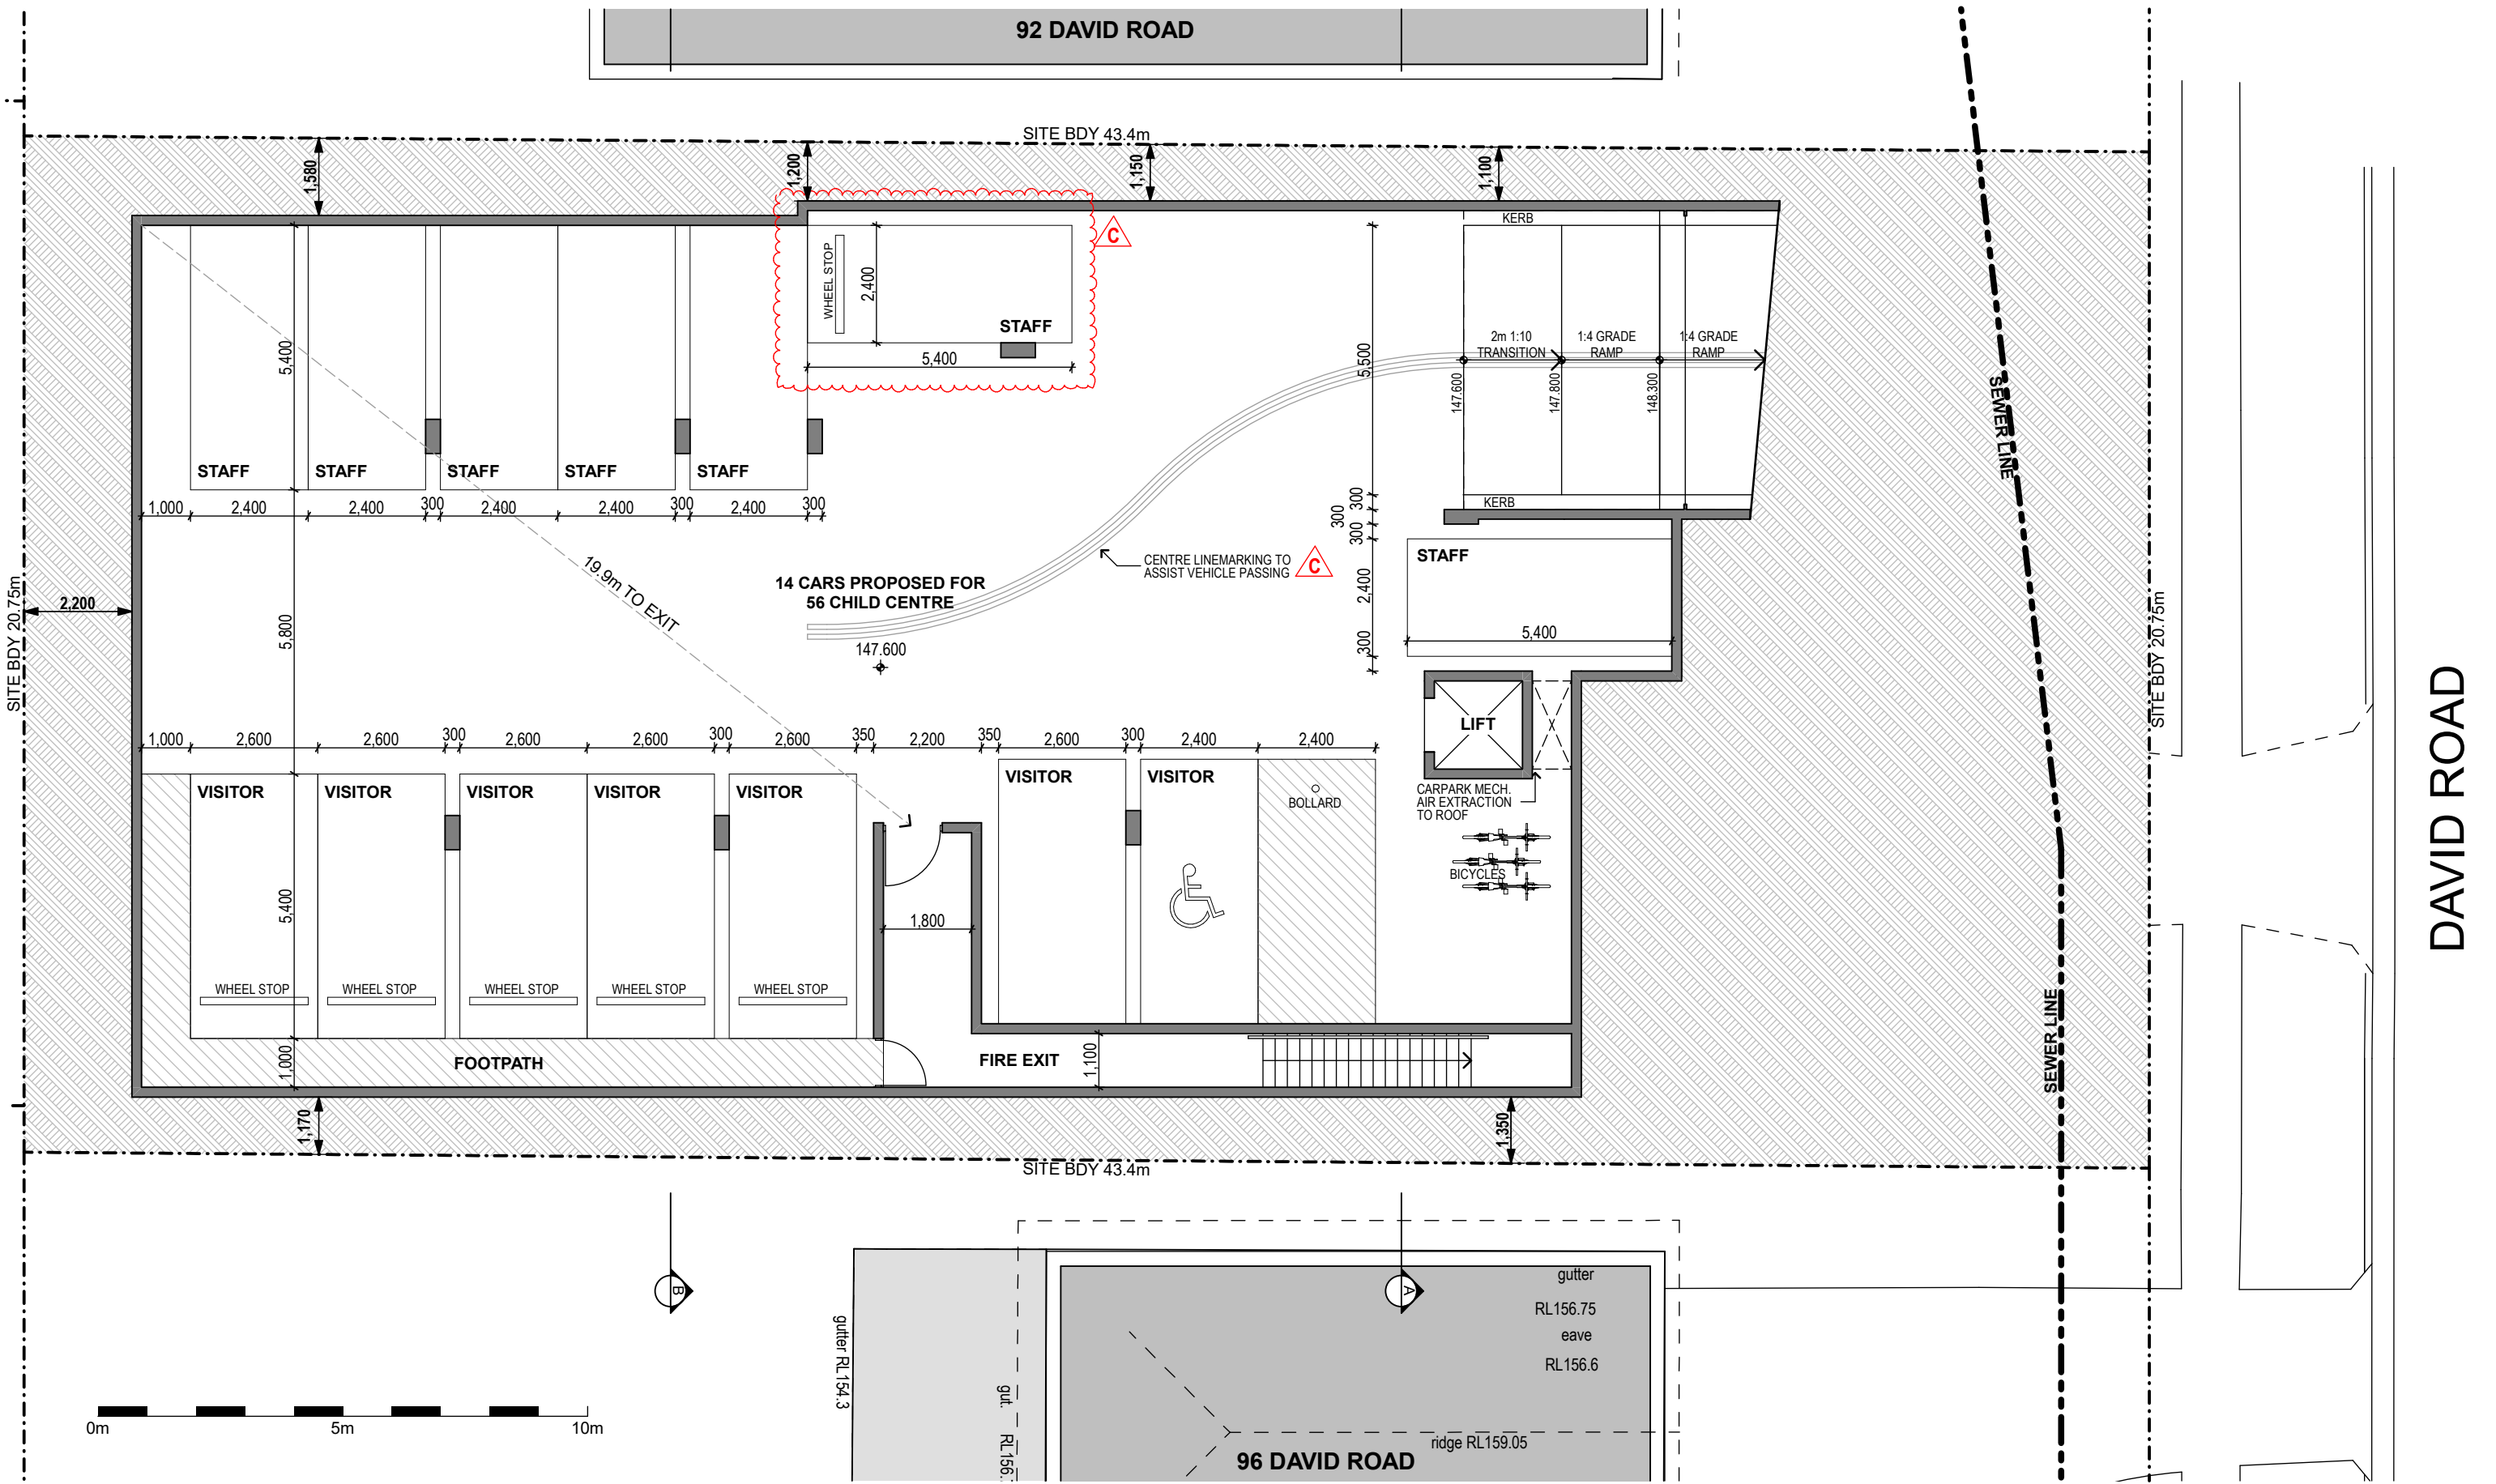 92 DAVID ROAD
SITE BDY 43.4m
1,580
1,200
1,150
1,100
C
KERB
WHEEL STOP
2,400
STAFF
5,400
5,400
2m 1:10
TRANSITION
1:4 GRADE
RAMP
1:4 GRADE
RAMP
5,500
147.600
147.800
148.300
SEWER LINE
STAFF
STAFF
STAFF
STAFF
STAFF
1,000
2,400
2,400
300
2,400
2,400
300
2,400
300
KERB
300
300
300
STAFF
2,400
5,400
300
CENTRE LINEMARKING TO
ASSIST VEHICLE PASSING
C
14 CARS PROPOSED FOR
56 CHILD CENTRE
147.600
19.9m TO EXIT
SITE BDY 20.75m
2,200
5,800
SITE BDY 20.75m
DAVID ROAD
LIFT
1,000
2,600
2,600
300
2,600
2,600
300
2,600
350
2,200
350
2,600
300
2,400
2,400
VISITOR
VISITOR
VISITOR
VISITOR
VISITOR
VISITOR
VISITOR
BOLLARD
CARPARK MECH.
AIR EXTRACTION
TO ROOF
BICYCLES
5,400
1,800
WHEEL STOP
WHEEL STOP
WHEEL STOP
WHEEL STOP
WHEEL STOP
1,000
FOOTPATH
FIRE EXIT
1,100
SEWER LINE
1,170
1,350
SITE BDY 43.4m
B
A
gutter
RL156.75
eave
RL156.6
gutter RL154.3
gut.
ridge RL159.05
96 DAVID ROAD
0m
5m
10m